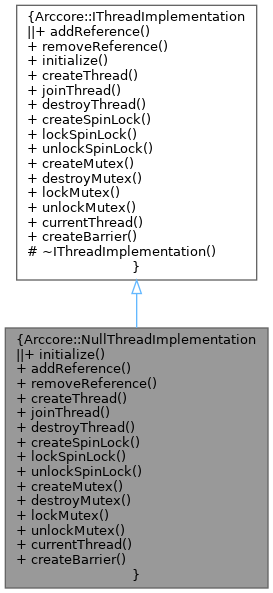 {Arccore::IThreadImplementation
||+ addReference()
+ removeReference()
+ initialize()
+ createThread()
+ joinThread()
+ destroyThread()
+ createSpinLock()
+ lockSpinLock()
+ unlockSpinLock()
+ createMutex()
+ destroyMutex()
+ lockMutex()
+ unlockMutex()
+ currentThread()
+ createBarrier()
# ~IThreadImplementation()
}
{Arccore::NullThreadImplementation
||+ initialize()
+ addReference()
+ removeReference()
+ createThread()
+ joinThread()
+ destroyThread()
+ createSpinLock()
+ lockSpinLock()
+ unlockSpinLock()
+ createMutex()
+ destroyMutex()
+ lockMutex()
+ unlockMutex()
+ currentThread()
+ createBarrier()
}